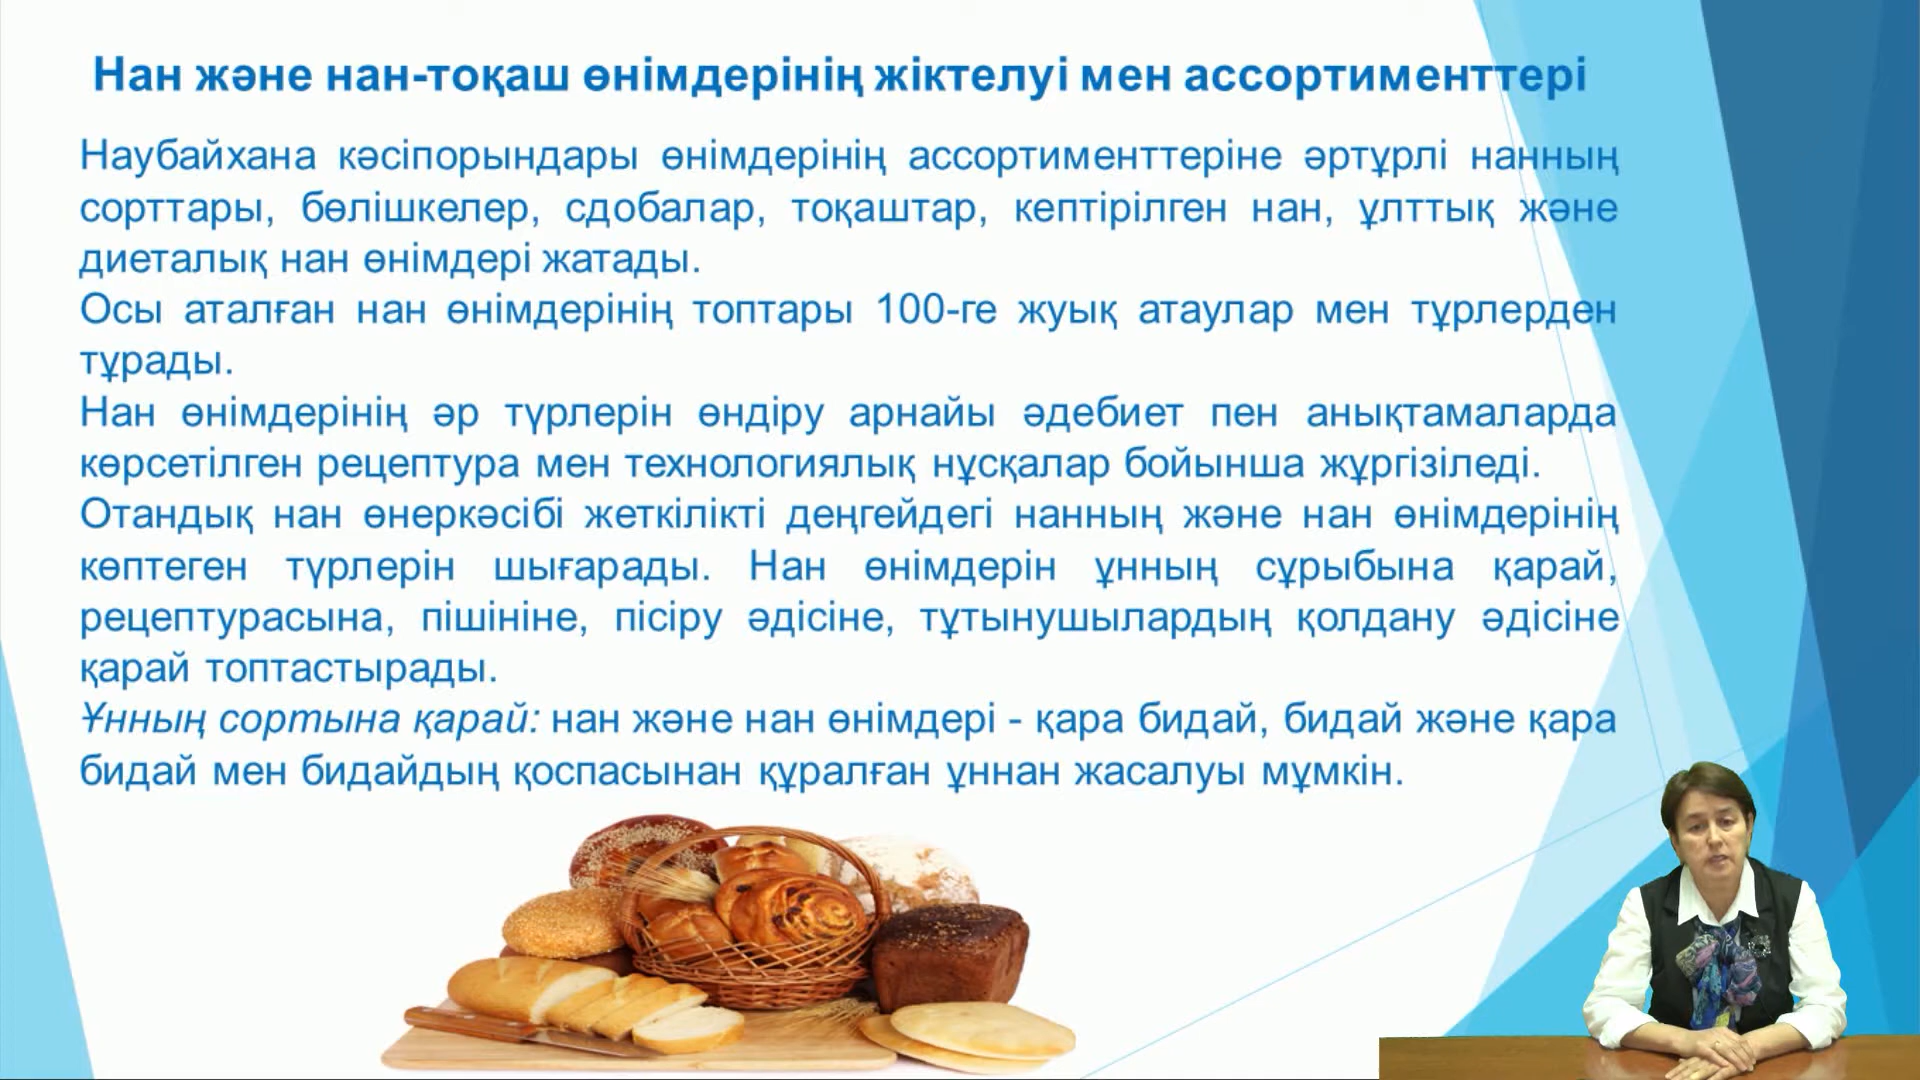 Нан және нан-тоқаш өнімдерінің жіктелуі мен ассортименттері
Наубайхана кәсіпорындары өнімдерінің ассортименттеріне әртұрлі нанның
сорттары, бөлішкелер, сдобалар, тоқаштар, кептірілген нан, ұлттық және
диеталық нан өнімдері жатады.
Осы аталған нан өнімдерінің топтары 100-ге жуық атаулар мен тұрлерден
тұрады.
Нан өнімдерінің әр түрлерін өндіру арнайы әдебиет пен анықтамаларда
көрсетілген рецептура мен технологиялық нұсқалар бойынша жұргізіледі.
Отандық нан өнеркәсібі жеткілікті деңгейдегі нанның және нан өнімдерінің
көптеген түрлерін шығарады. Нан өнімдерін ұнның сұрыбына қарай,
рецептурасына, пішініне, пісіру әдісіне, тұтынушылардың қолдану әдісіне
қарай топтастырады.
Ұнның сортына қарай: нан және нан өнімдері - қара бидай, бидай және қара
бидай мен бидайдың қоспасынан құралған ұннан жасалуы мұмкін.